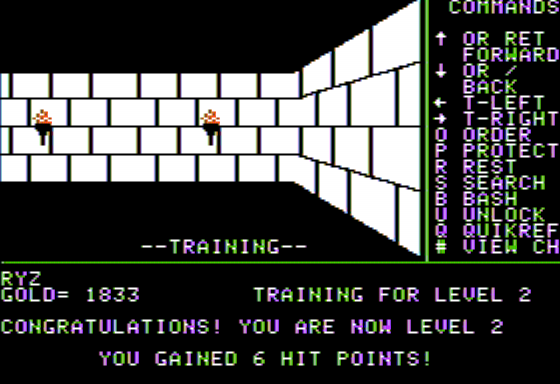 COMMANDS
↑ OR RET
FORWARD
↓ OR /
BACK
← T-LEFT
→ T-RIGHT
O ORDER
P PROTECT
R REST
S SEARCH
B BASH
U UNLOCK
Q QUIKREF
# VIEW CH
--TRAINING--
RYZ
GOLD= 1833 TRAINING FOR LEVEL 2
CONGRATULATIONS! YOU ARE NOW LEVEL 2
YOU GAINED 6 HIT POINTS!